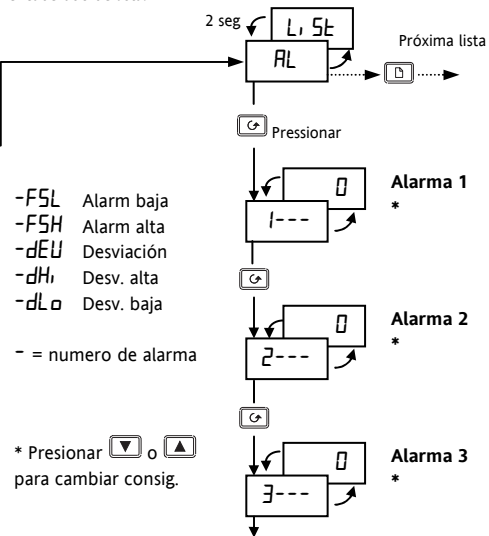 2 seg
LiSt
AL
Próxima lista
Pressionar
0
Alarma 1
1---
*
-FSL Alarm baja
-FSH Alarm alta
-dEU Desviación
-dHi Desv. alta
-dLo Desv. baja
- = numero de alarma
0
Alarma 2
2---
*
* Presionar o
para cambiar consig.
0
Alarma 3
3---
*